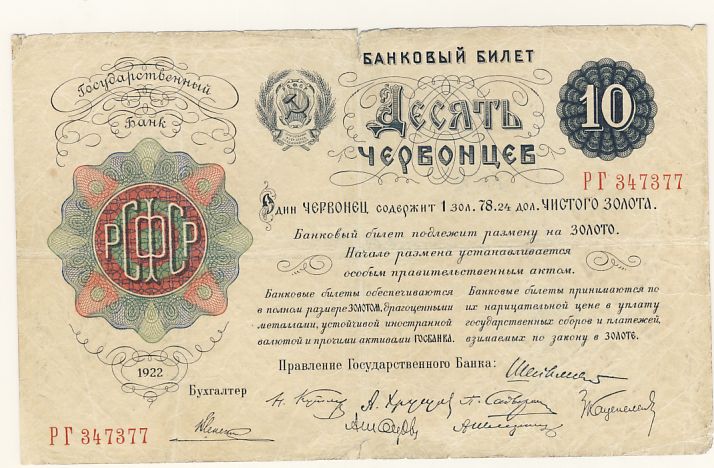 Государственный
Банк
БАНКОВЫЙ БИЛЕТ
Десять
ЧЕРВОНЦЕВ
10
РГ 347377
РСФСР
Один ЧЕРВОНЕЦ содержит 1 зол. 78.24 дол. ЧИСТОГО ЗОЛОТА.
Банковый билет подлежит размену на ЗОЛОТО.
Начало размена устанавливается
особым правительственным актом.
Банковые билеты обеспечиваются
в полном размере ЗОЛОТОМ, драгоценными
металлами, устойчивой иностранной
валютой и прочими активами ГОСБАНКА.
Банковые билеты принимаются по
их нарицательной цене в уплату
государственных сборов и платежей,
взимаемых по закону в ЗОЛОТЕ.
Правление Государственного Банка:
1922
Бухгалтер
РГ 347377